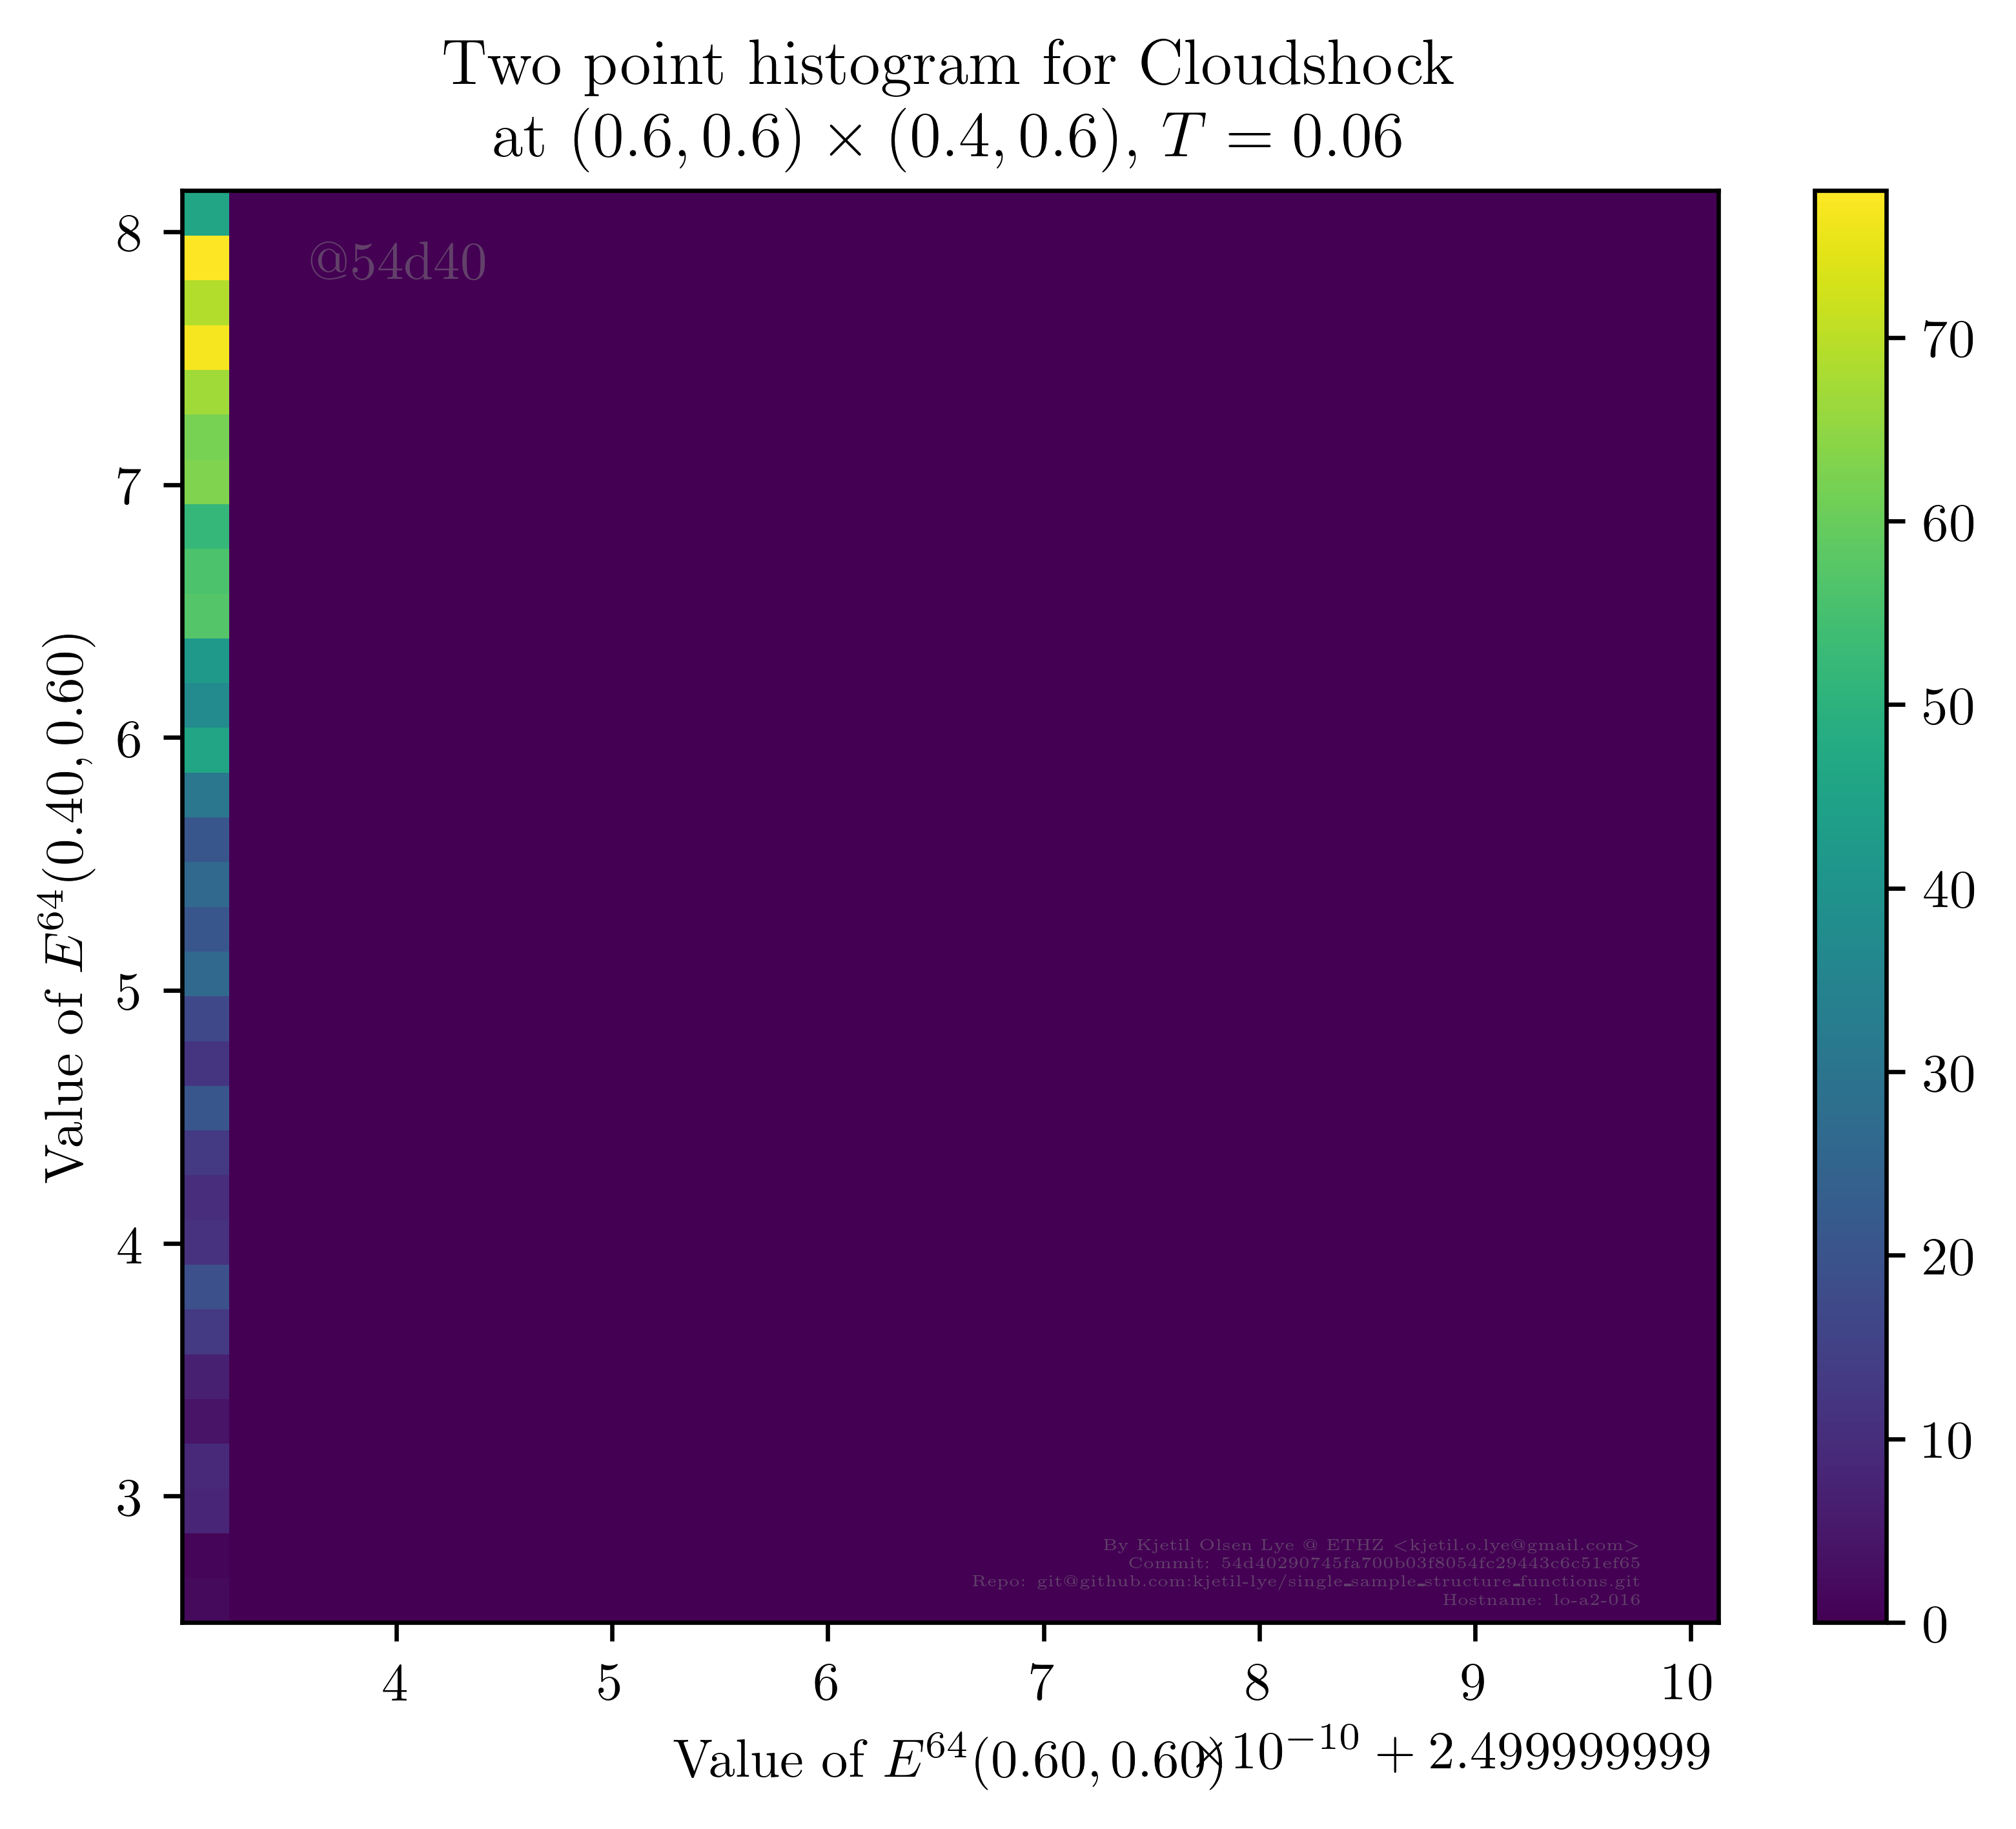 Two point histogram for Cloudshock
at (0.6, 0.6) × (0.4, 0.6), T = 0.06
@54d40
8
7
6
5
4
3
Value of E^64(0.40, 0.60)
70
60
50
40
30
20
10
0
By Kjetil Olsen Lye @ ETHZ <kjetil.o.lye@gmail.com>
Commit: 54d40290745fa700b03f8054fc29443c6c51ef65
Repo: git@github.com:kjetil-lye/single_sample_structure_functions.git
Hostname: lo-a2-016
4 5 6 7 8 9 10
Value of E^64(0.60, 0.60)
×10^−10 + 2.499999999